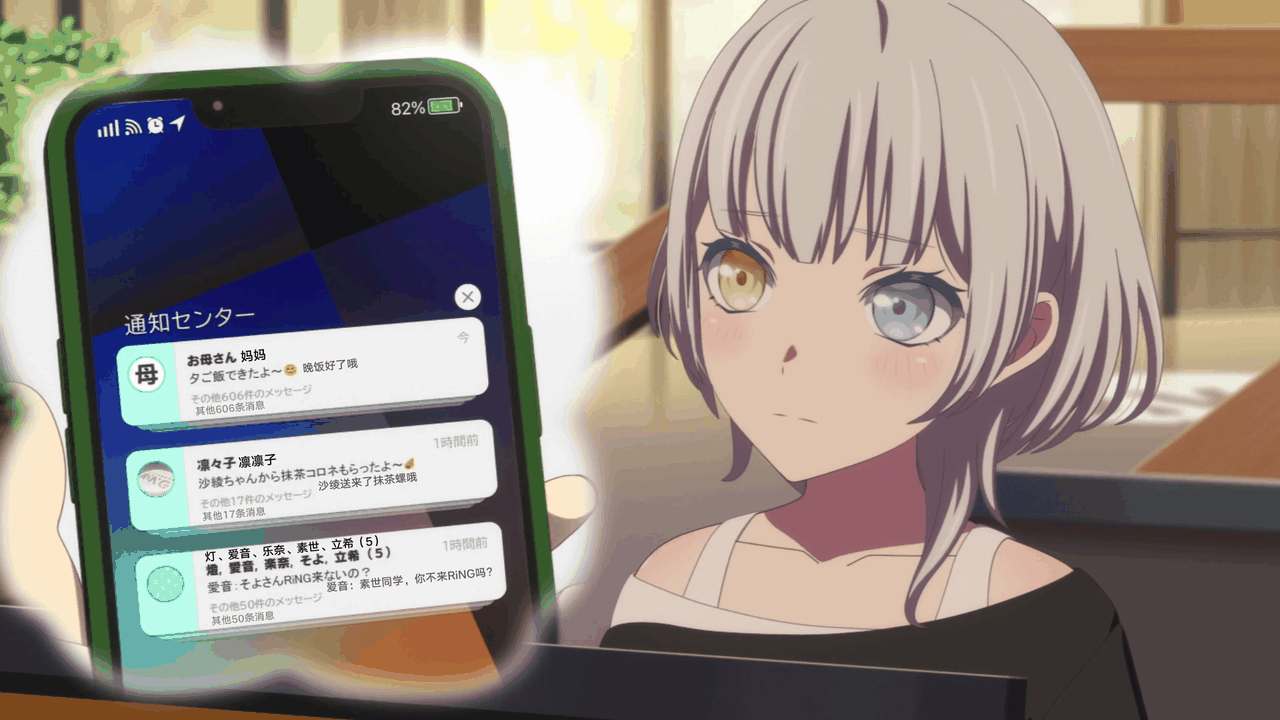 82%
通知センター
今
お母さん 妈妈
母
夕ご飯できたよ〜😊 晚饭好了哦
その他606件のメッセージ
其他606条消息
1時間前
凛々子 凛凛子
沙綾ちゃんから抹茶コロネもらったよ〜
沙绫送来了抹茶螺哦
その他17件のメッセージ
其他17条消息
灯、爱音、乐奈、素世、立希（5）
1時間前
燈, 愛音, 楽奈, そよ, 立希（5）
愛音：そよさんRiNG来ないの？
爱音：素世同学，你不来RiNG吗?
その他50件のメッセージ
其他50条消息